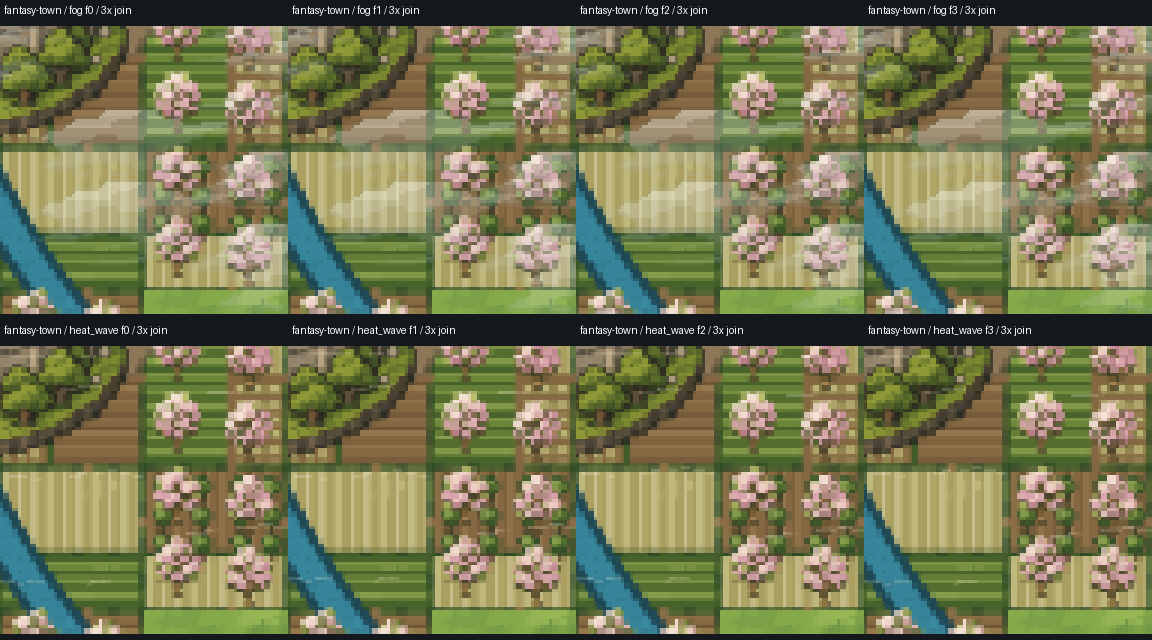 fantasy-town / fog f0 / 3x join
fantasy-town / fog f1 / 3x join
fantasy-town / fog f2 / 3x join
fantasy-town / fog f3 / 3x join
fantasy-town / heat_wave f0 / 3x join
fantasy-town / heat_wave f1 / 3x join
fantasy-town / heat_wave f2 / 3x join
fantasy-town / heat_wave f3 / 3x join